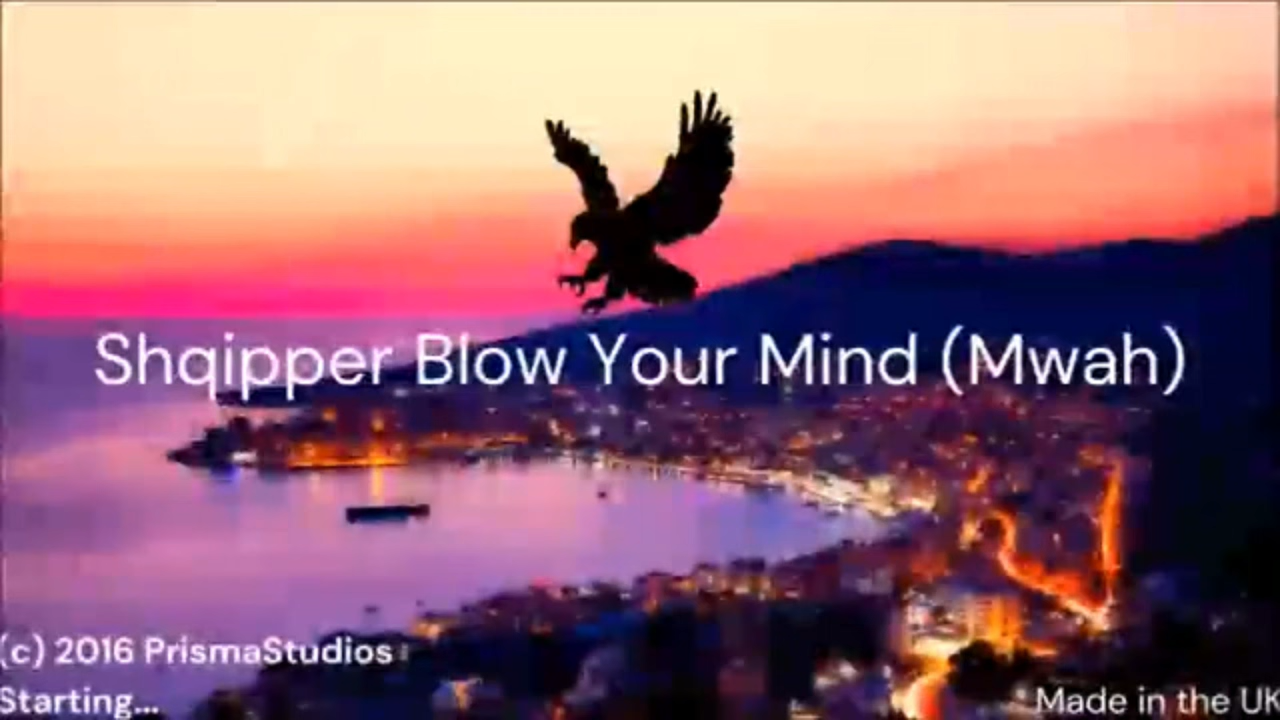 Shqipper Blow Your Mind (Mwah)
(c) 2016 PrismaStudios
Starting...
Made in the UK